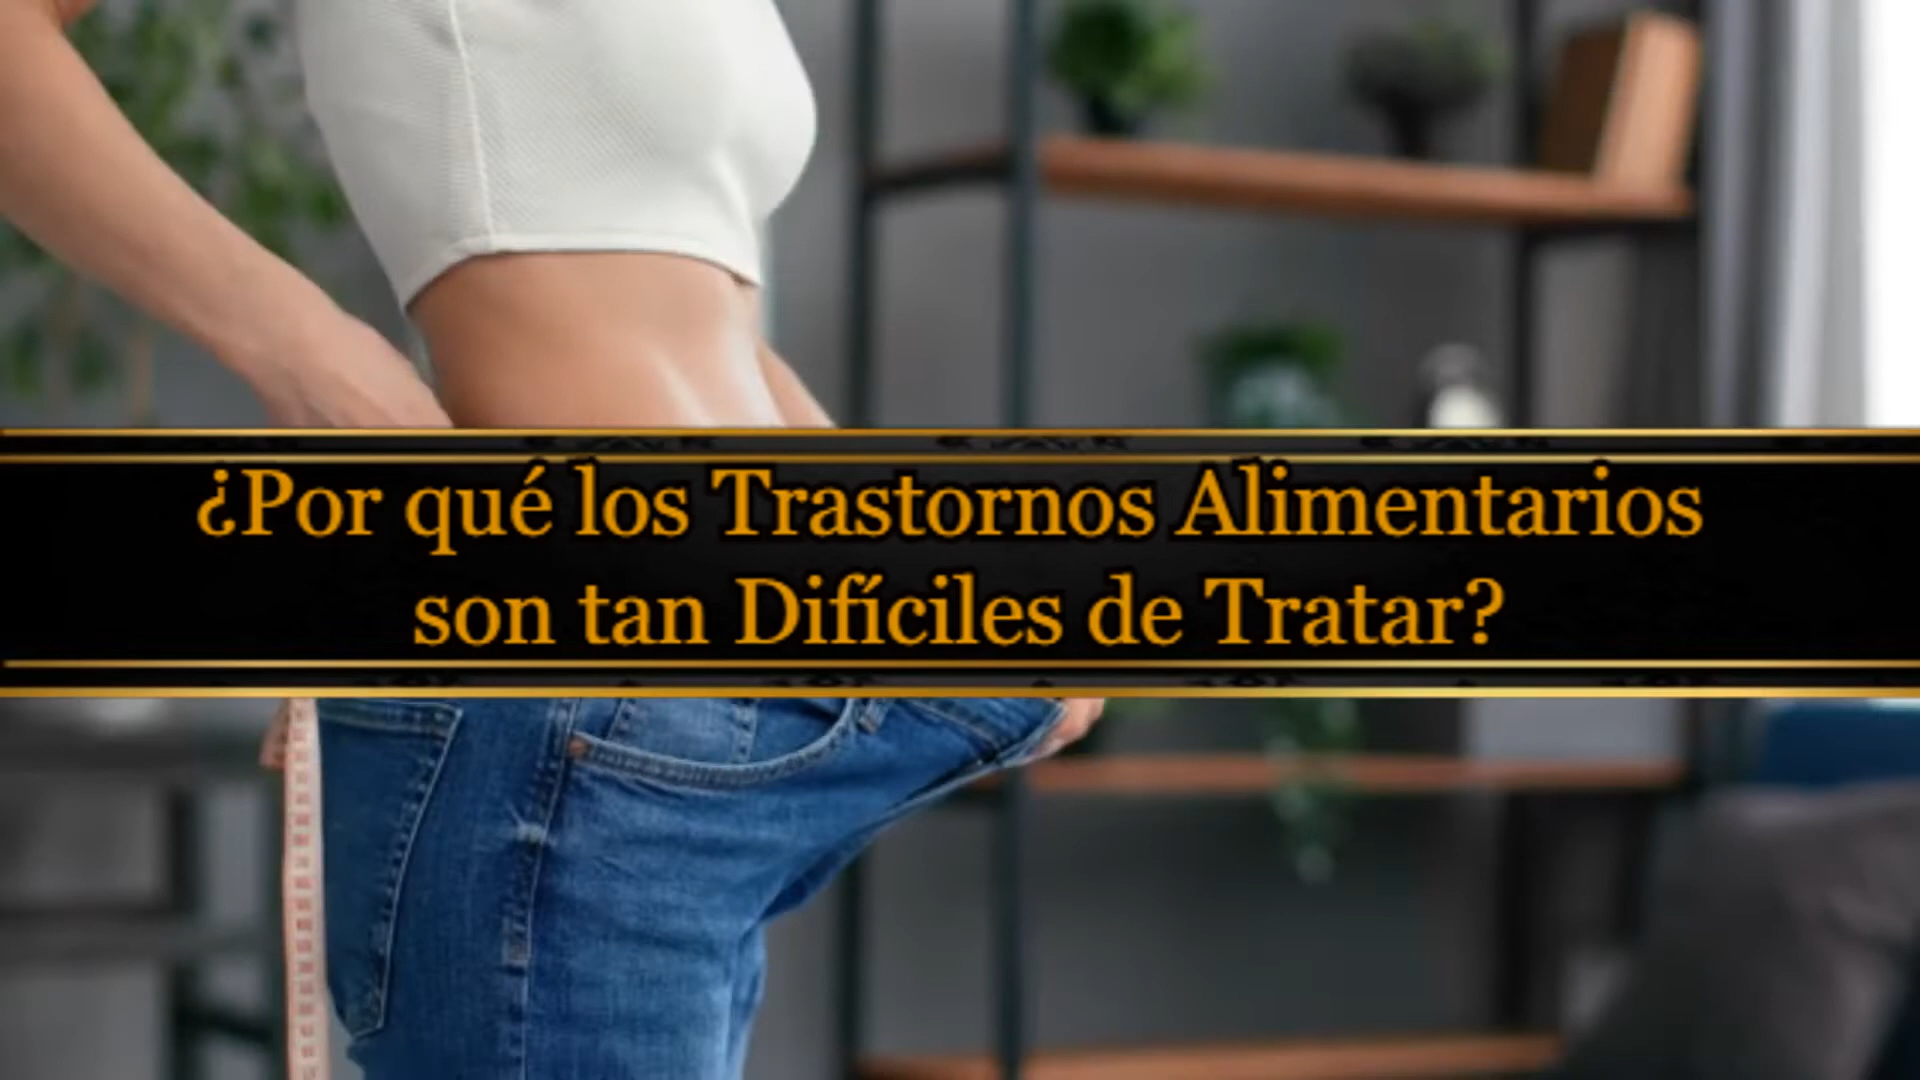 ¿Por qué los Trastornos Alimentarios
son tan Difíciles de Tratar?